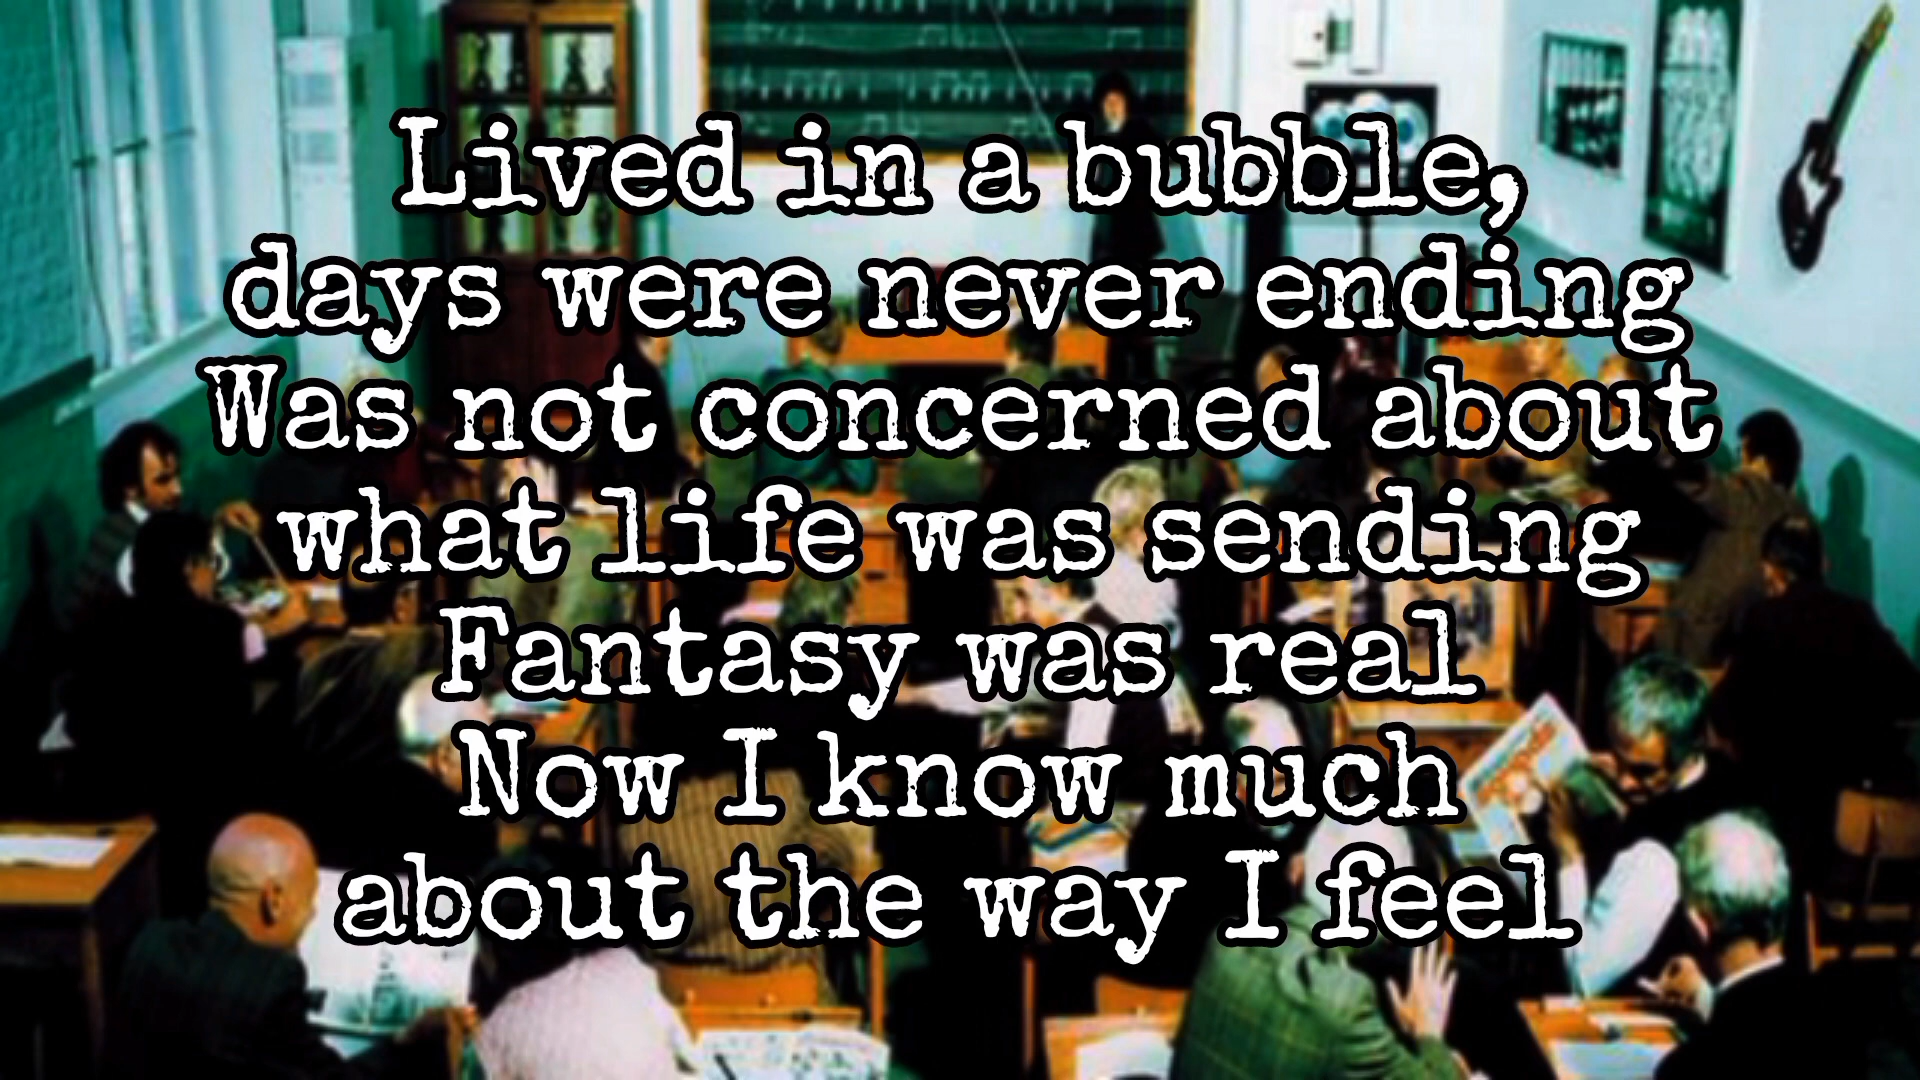 Lived in a bubble,
days were never ending
Was not concerned about
what life was sending
Fantasy was real
Now I know much
about the way I feel